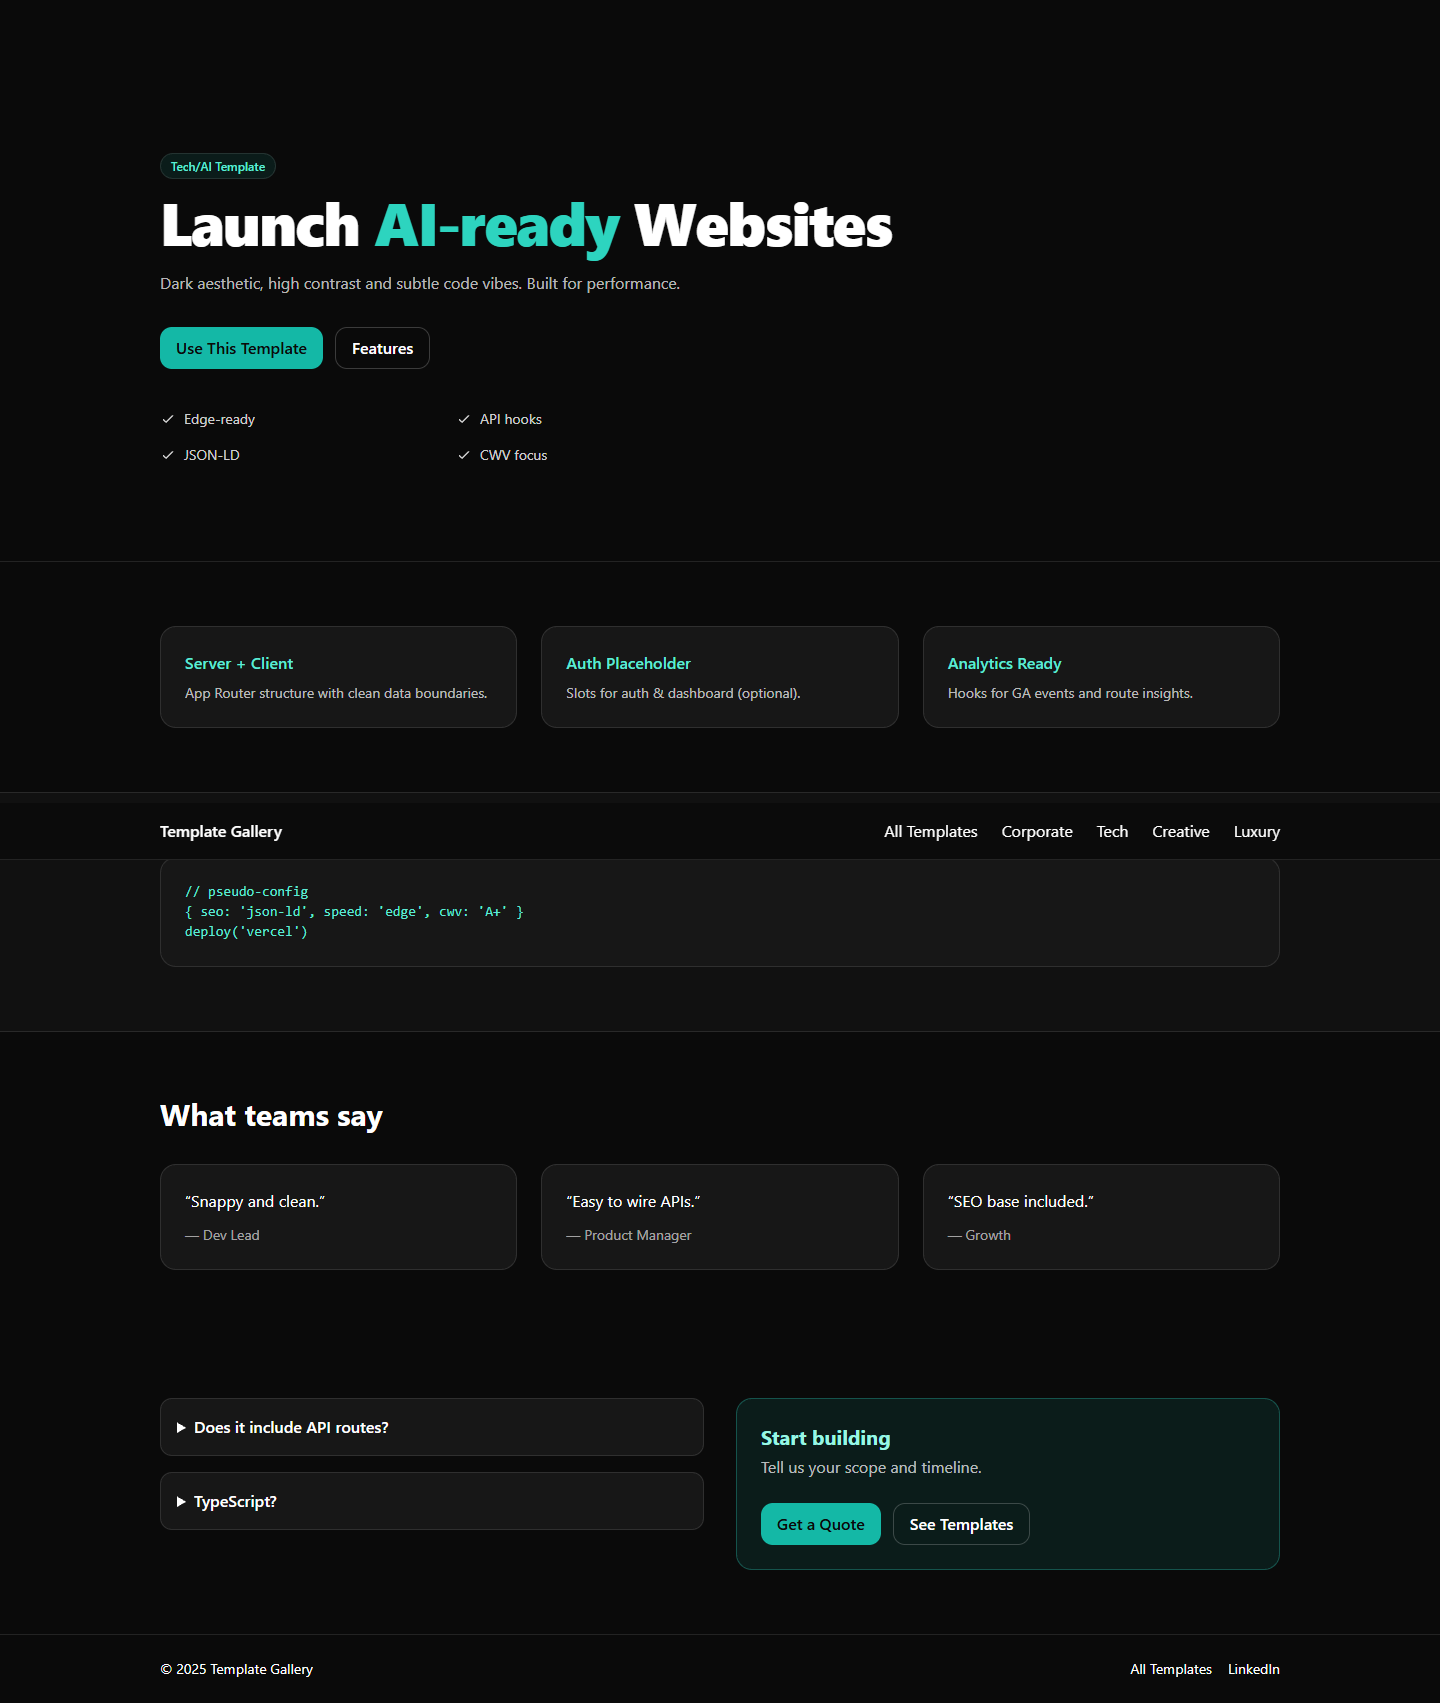 Tech/AI Template
Launch AI-ready Websites
Dark aesthetic, high contrast and subtle code vibes. Built for performance.
Use This Template
Features
Edge-ready
API hooks
JSON-LD
CWV focus
Server + Client
App Router structure with clean data boundaries.
Auth Placeholder
Slots for auth & dashboard (optional).
Analytics Ready
Hooks for GA events and route insights.
Template Gallery
All Templates
Corporate
Tech
Creative
Luxury
// pseudo-config
{ seo: 'json-ld', speed: 'edge', cwv: 'A+' }
deploy('vercel')
What teams say
“Snappy and clean.”
— Dev Lead
“Easy to wire APIs.”
— Product Manager
“SEO base included.”
— Growth
Does it include API routes?
TypeScript?
Start building
Tell us your scope and timeline.
Get a Quote
See Templates
© 2025 Template Gallery
All Templates
LinkedIn